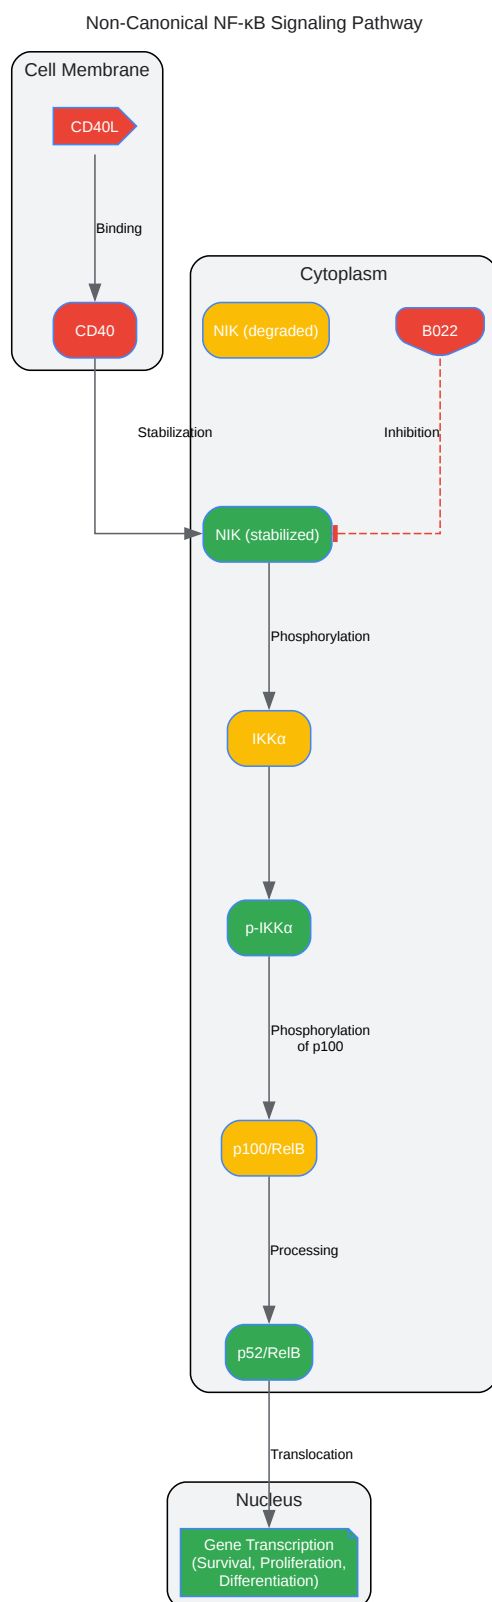 Non-Canonical NF-κB Signaling Pathway
Cell Membrane
CD40L
Binding
CD40
Cytoplasm
NIK (degraded)
B022
Stabilization
Inhibition
NIK (stabilized)
Phosphorylation
IKKα
p-IKKα
Phosphorylation
of p100
p100/RelB
Processing
p52/RelB
Translocation
Nucleus
Gene Transcription
(Survival, Proliferation,
Differentiation)